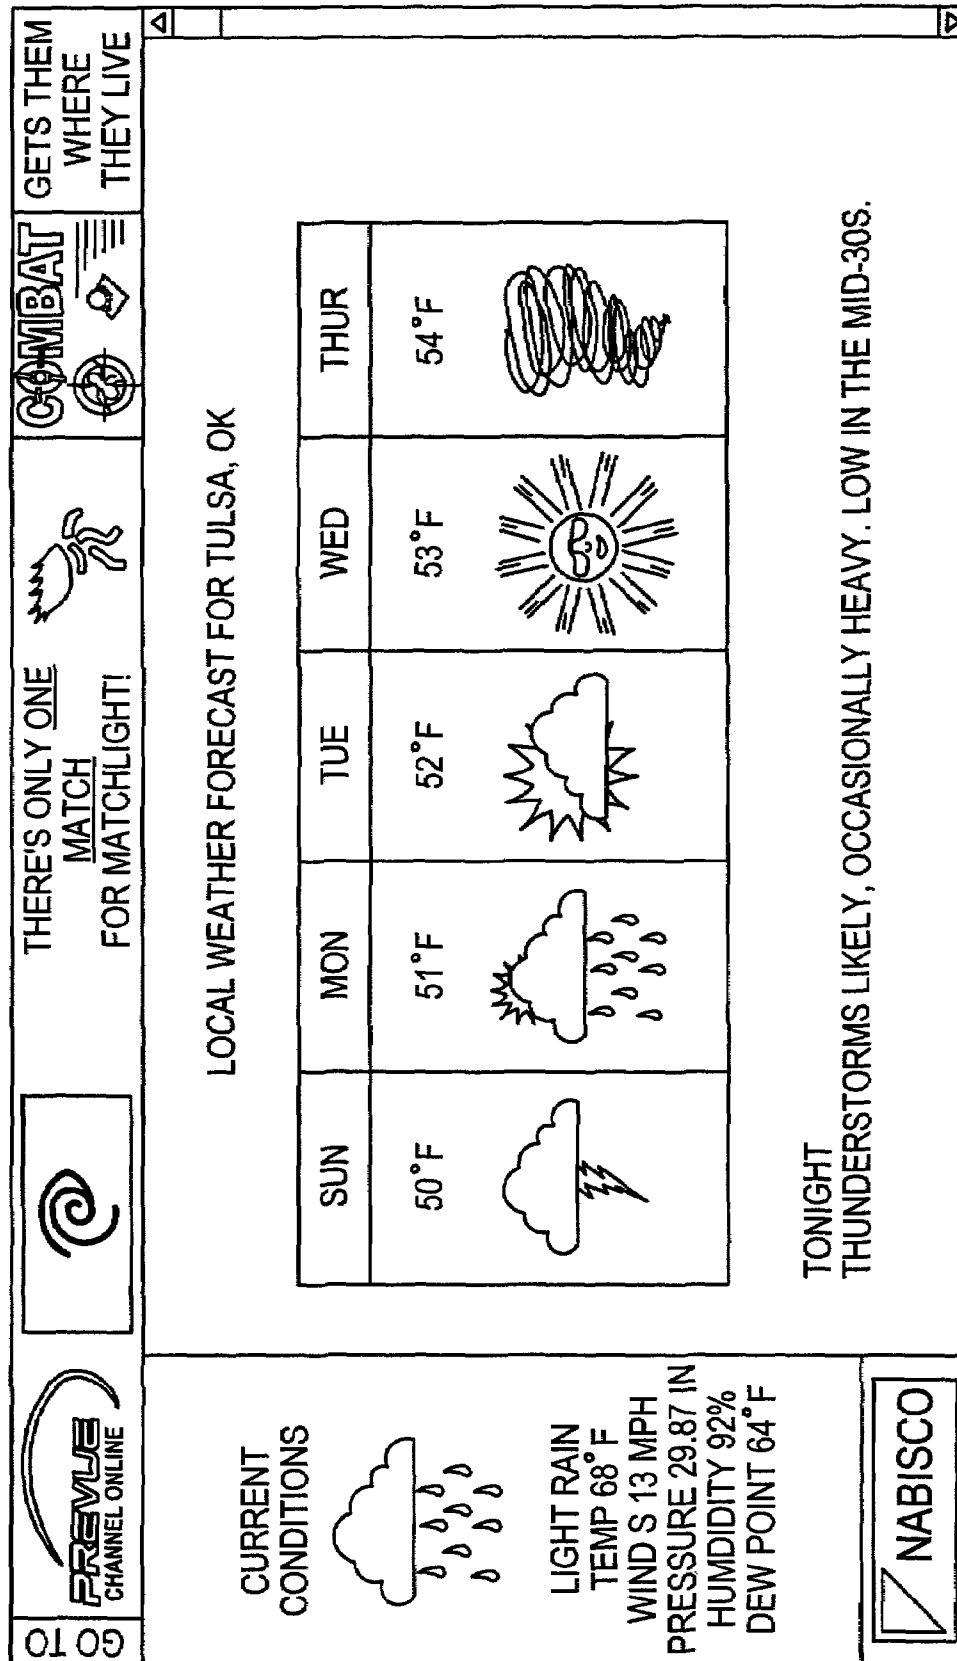 GO TO
PREVUE
CHANNEL ONLINE
THERE'S ONLY ONE
MATCH
FOR MATCHLIGHT!
COMBAT
GETS THEM
WHERE
THEY LIVE
CURRENT
CONDITIONS
LIGHT RAIN
TEMP 68°F
WIND S 13 MPH
PRESSURE 29.87 IN
HUMDIDITY 92%
DEW POINT 64°F
NABISCO
LOCAL WEATHER FORECAST FOR TULSA, OK
SUN MON TUE WED THUR
50°F 51°F 52°F 53°F 54°F
TONIGHT
THUNDERSTORMS LIKELY, OCCASIONALLY HEAVY. LOW IN THE MID-30S.